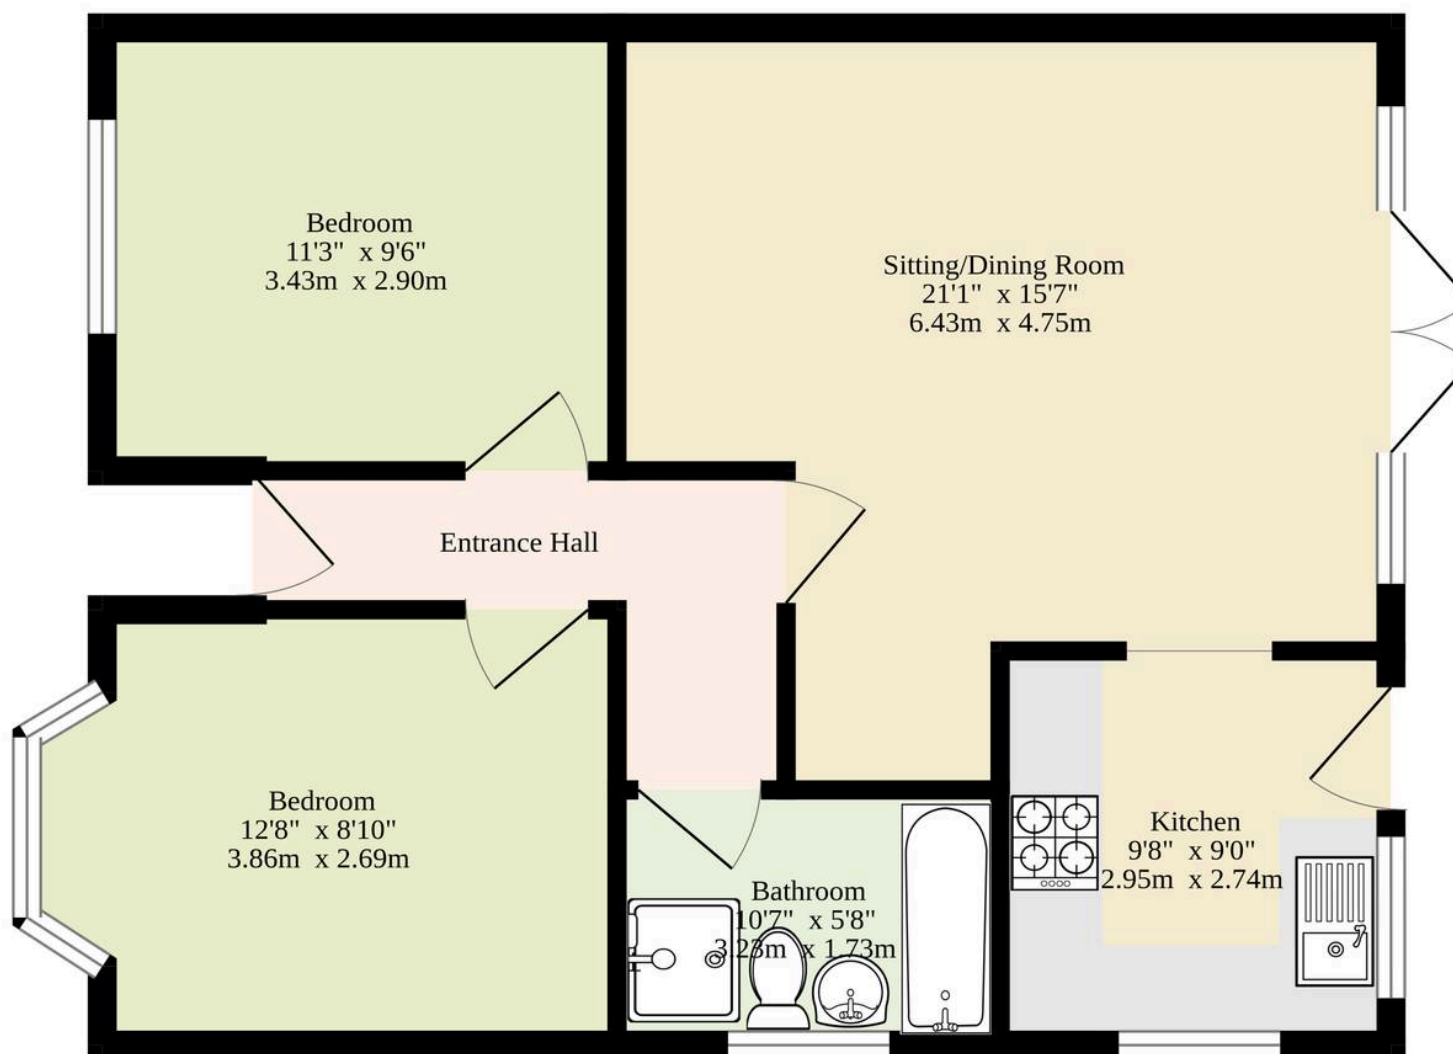 Bedroom
11'3" x 9'6"
3.43m x 2.90m
Sitting/Dining Room
21'1" x 15'7"
6.43m x 4.75m
Entrance Hall
Bedroom
12'8" x 8'10"
3.86m x 2.69m
Bathroom
10'7" x 5'8"
3.23m x 1.73m
Kitchen
9'8" x 9'0"
2.95m x 2.74m